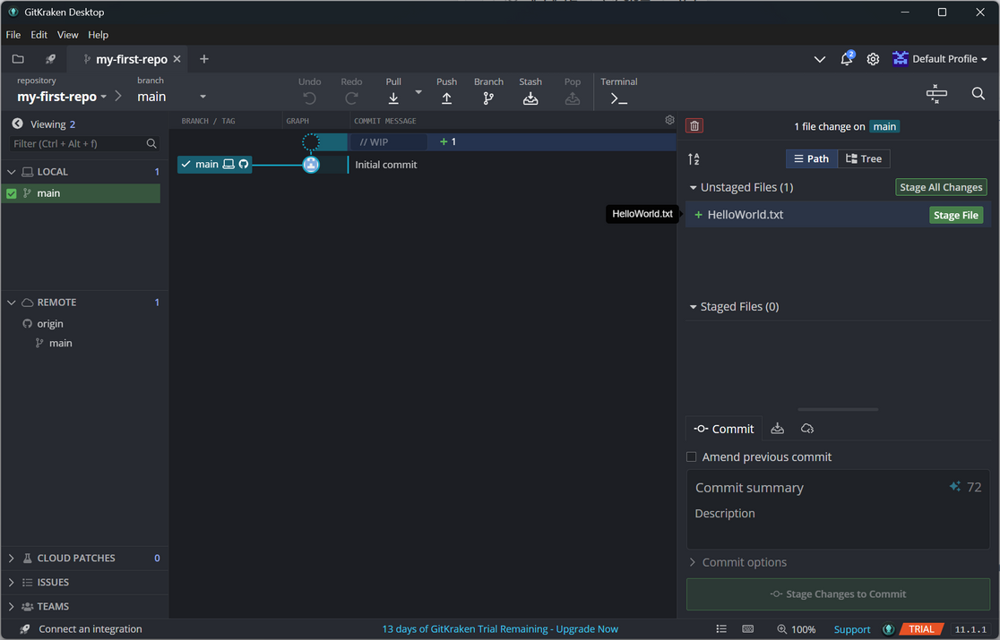 GitKraken Desktop
File Edit View Help
my-first-repo
2
Default Profile
repository
my-first-repo
branch
main
Undo
Redo
Pull
Push
Branch
Stash
Pop
Terminal
Viewing 2
Filter (Ctrl + Alt + f)
LOCAL 1
main
REMOTE 1
origin
main
CLOUD PATCHES 0
ISSUES
TEAMS
BRANCH / TAG GRAPH COMMIT MESSAGE
// WIP + 1
main Initial commit
1 file change on main
Path Tree
Unstaged Files (1) Stage All Changes
HelloWorld.txt
+ HelloWorld.txt Stage File
Staged Files (0)
Commit
Amend previous commit
Commit summary 72
Description
Commit options
Stage Changes to Commit
Connect an integration
13 days of GitKraken Trial Remaining - Upgrade Now
100%
Support
TRIAL
11.1.1